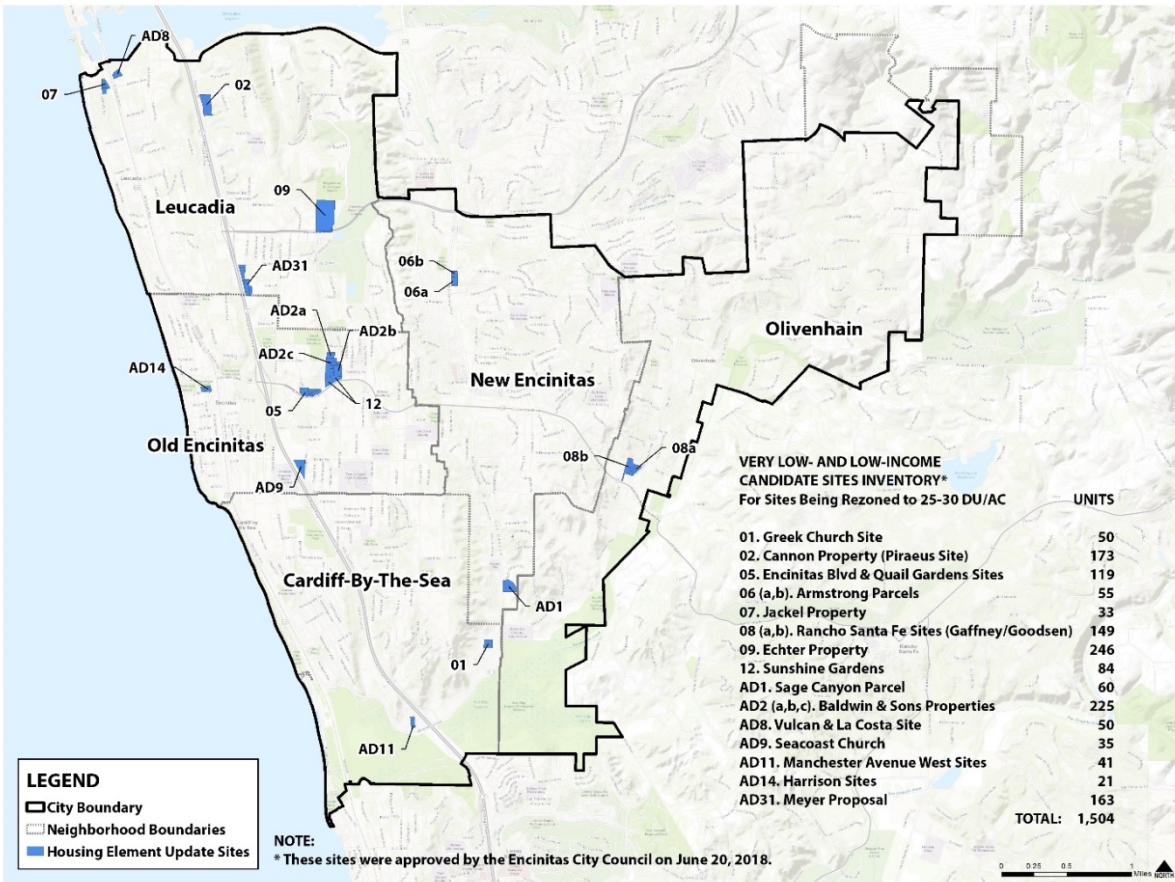 AD8
07
02
09
Leucadia
06b
06a
AD31
AD2a
AD2b
Olivenhain
AD2c
AD14
New Encinitas
12
05
Old Encinitas
08b
08a
AD9
VERY LOW- AND LOW-INCOME
CANDIDATE SITES INVENTORY*
For Sites Being Rezoned to 25-30 DU/AC UNITS
01. Greek Church Site 50
02. Cannon Property (Piraeus Site) 173
05. Encinitas Blvd & Quail Gardens Sites 119
06 (a,b). Armstrong Parcels 55
07. Jackel Property 33
08 (a,b). Rancho Santa Fe Sites (Gaffney/Goodsen) 149
09. Echter Property 246
12. Sunshine Gardens 84
AD1. Sage Canyon Parcel 60
AD2 (a,b,c). Baldwin & Sons Properties 225
AD8. Vulcan & La Costa Site 50
AD9. Seacoast Church 35
AD11. Manchester Avenue West Sites 41
AD14. Harrison Sites 21
AD31. Meyer Proposal 163
TOTAL: 1,504
Cardiff-By-The-Sea
AD1
01
AD11
LEGEND
City Boundary
Neighborhood Boundaries
Housing Element Update Sites
NOTE:
* These sites were approved by the Encinitas City Council on June 20, 2018.
0 0.25 0.5 1
Miles
NORTH